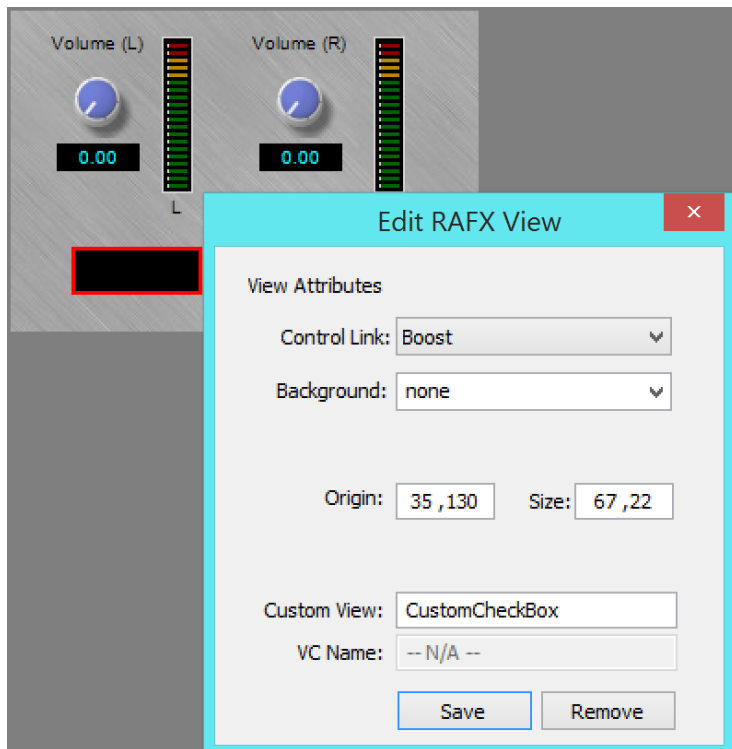 Volume (L) Volume (R)
0.00 0.00
L
Edit RAFX View
×
View Attributes
Control Link: Boost
Background: none
Origin: 35 ,130 Size: 67 ,22
Custom View: CustomCheckBox
VC Name: -- N/A --
Save Remove